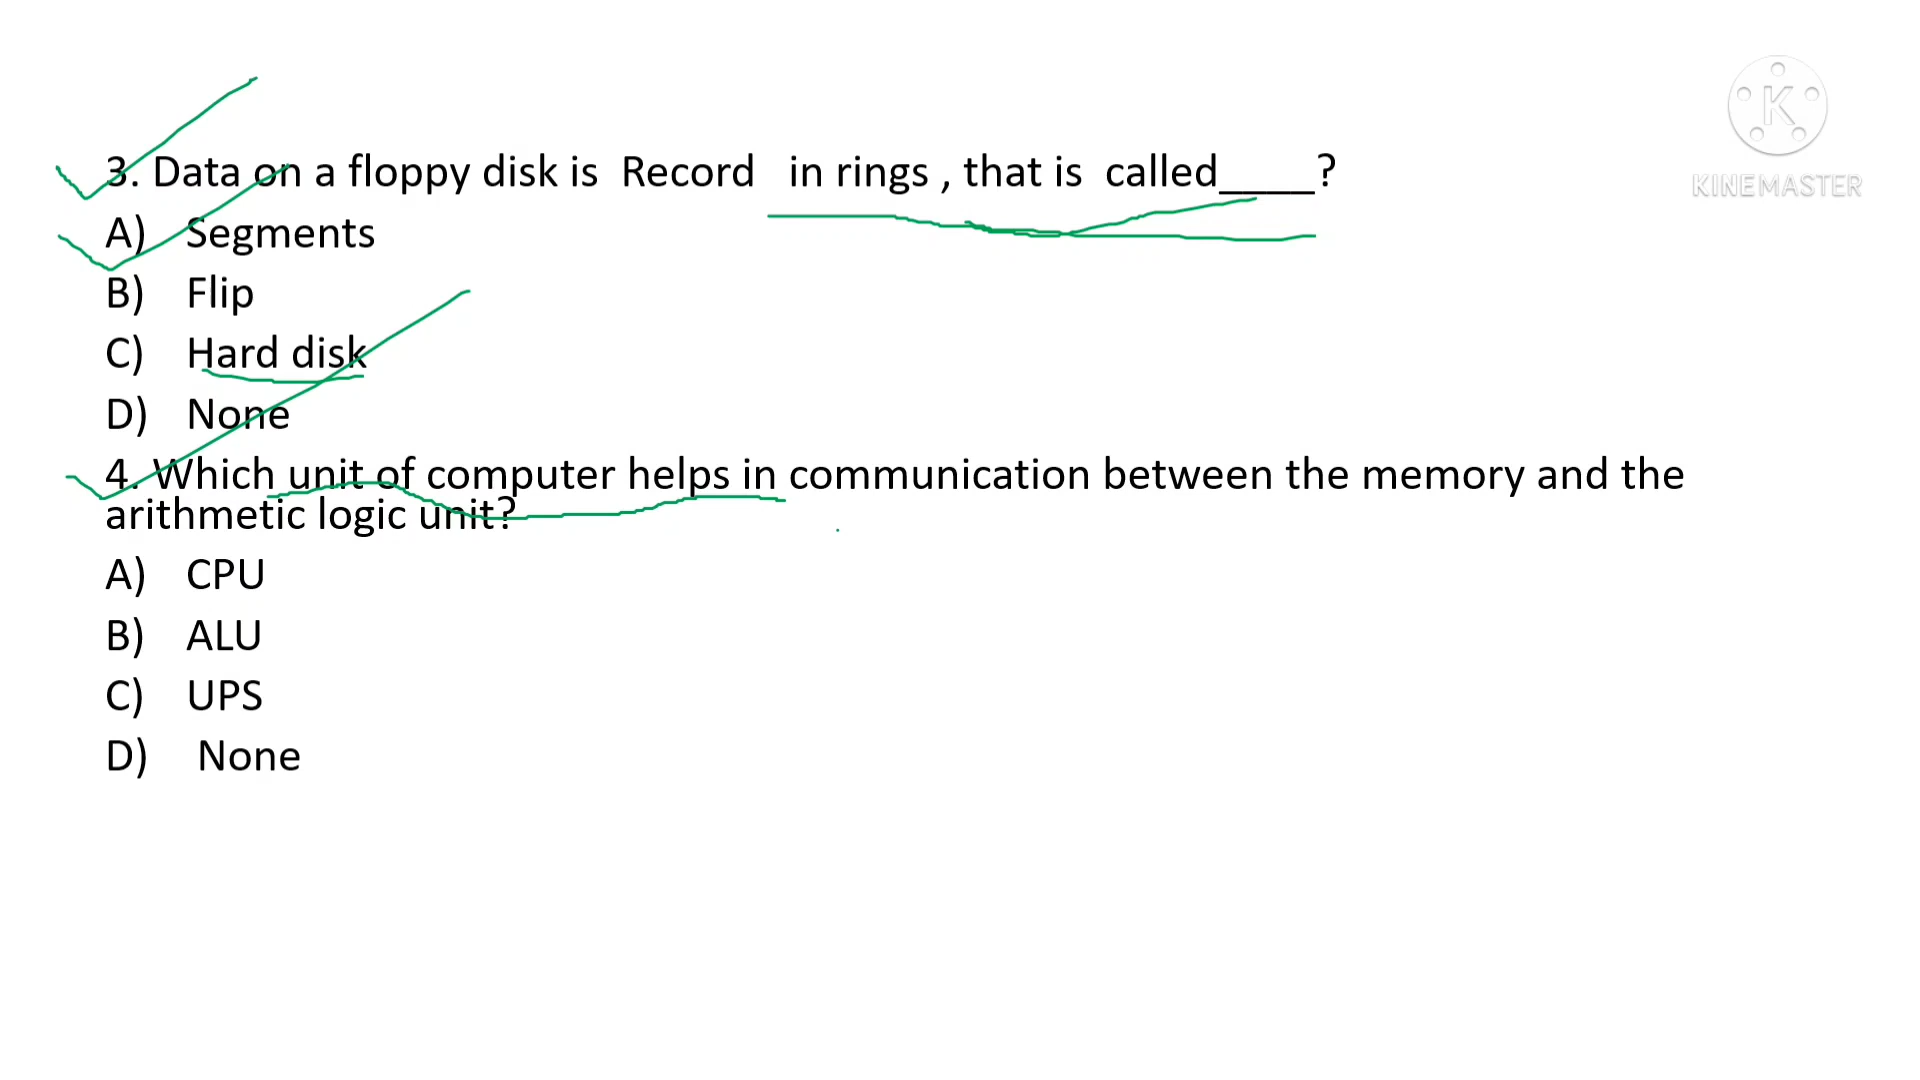 3. Data on a floppy disk is Record in rings , that is called____?
A) Segments
B) Flip
C) Hard disk
D) None
4. Which unit of computer helps in communication between the memory and the
arithmetic logic unit?
A) CPU
B) ALU
C) UPS
D) None
K
KINEMASTER